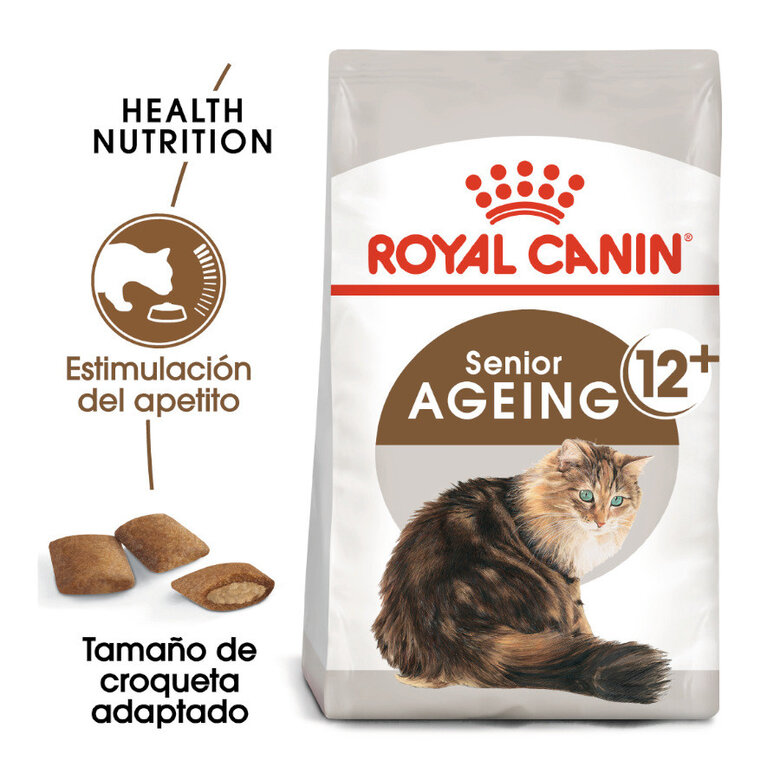 HEALTH
NUTRITION
Estimulación
del apetito
Tamaño de
croqueta
adaptado
ROYAL CANIN®
Senior
AGEING
12+